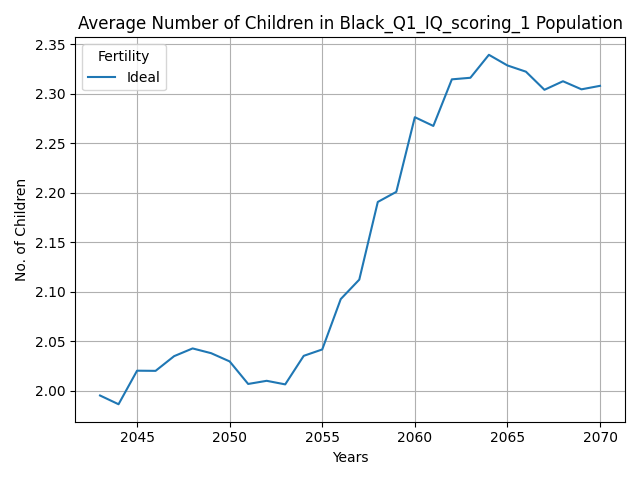 Average Number of Children in Black_Q1_IQ_scoring_1 Population
Fertility
Ideal
No. of Children
2.35
2.30
2.25
2.20
2.15
2.10
2.05
2.00
2045 2050 2055 2060 2065 2070
Years